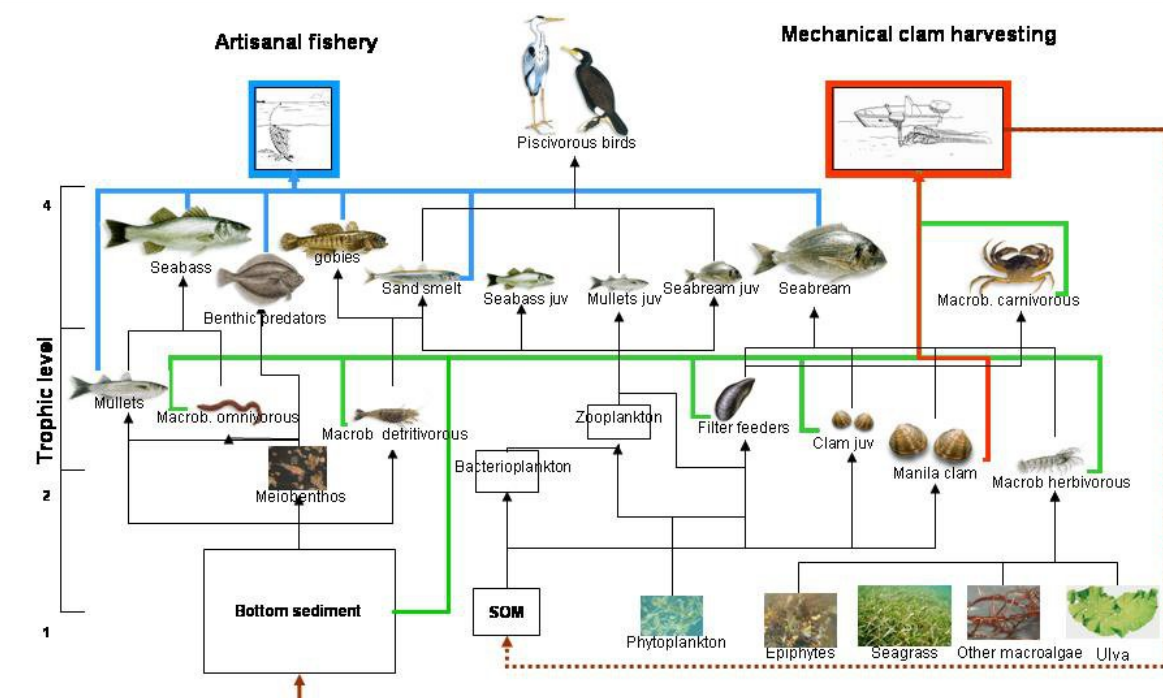 Artisanal fishery
Mechanical clam harvesting
Piscivorous birds
4
Seabass
gobies
Benthic predators
Sand smelt
Seabass juv
Mullets juv
Seabream juv
Seabream
Macrob. carnivorous
Trophic level
Mullets
Macrob. omnivorous
Macrob detritivorous
Zooplankton
Filter feeders
Clam juv
Manila clam
Macrob herbivorous
Bacterioplankton
2
Meiobenthos
Bottom sediment
SOM
1
Phytoplankton
Epiphytes
Seagrass
Other macroalgae
Ulva